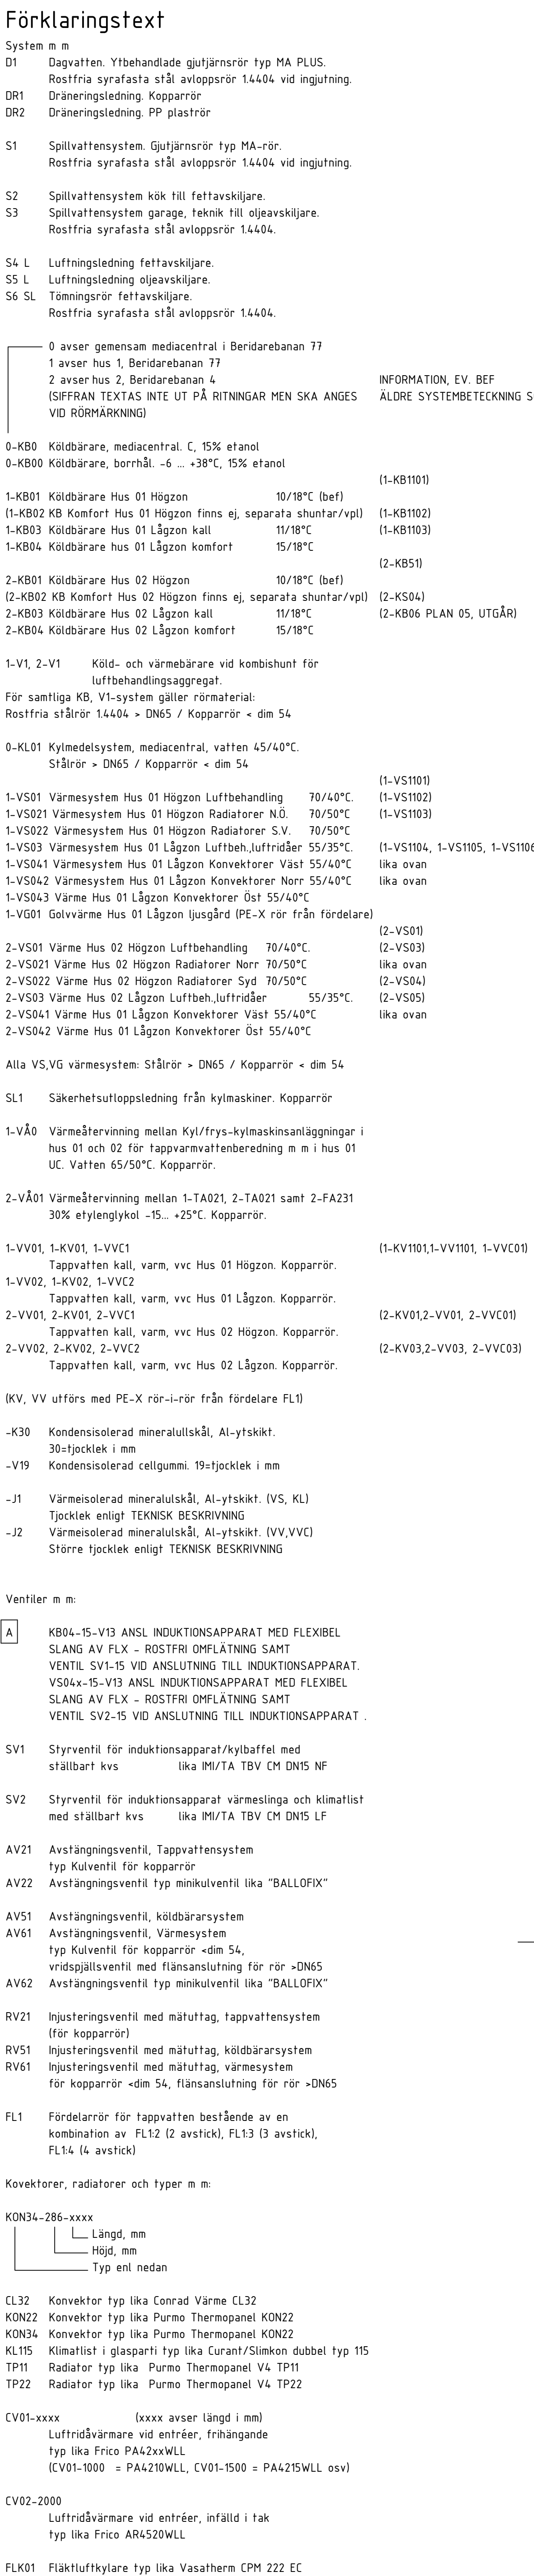 Förklaringstext
System m m
D1 Dagvatten. Ytbehandlade gjutjärnsrör typ MA PLUS.
Rostfria syrafasta stål avloppsrör 1.4404 vid ingjutning.
DR1 Dräneringsledning. Kopparrör
DR2 Dräneringsledning. PP plaströr
S1 Spillvattensystem. Gjutjärnsrör typ MA-rör.
Rostfria syrafasta stål avloppsrör 1.4404 vid ingjutning.
S2 Spillvattensystem kök till fettavskiljare.
S3 Spillvattensystem garage, teknik till oljeavskiljare.
Rostfria syrafasta stål avloppsrör 1.4404.
S4 L Luftningsledning fettavskiljare.
S5 L Luftningsledning oljeavskiljare.
S6 SL Tömningsrör fettavskiljare.
Rostfria syrafasta stål avloppsrör 1.4404.
0 avser gemensam mediacentral i Beridarebanan 77
1 avser hus 1, Beridarebanan 77
2 avser hus 2, Beridarebanan 4 INFORMATION, EV. BEF
(SIFFRAN TEXTAS INTE UT PÅ RITNINGAR MEN SKA ANGES ÄLDRE SYSTEMBETECKNING
VID RÖRMÄRKNING)
0-KB0 Köldbärare, mediacentral. C, 15% etanol
0-KB00 Köldbärare, borrhål. -6 ... +38°C, 15% etanol
(1-KB1101)
1-KB01 Köldbärare Hus 01 Högzon 10/18°C (bef)
(1-KB02 KB Komfort Hus 01 Högzon finns ej, separata shuntar/vpl) (1-KB1102)
1-KB03 Köldbärare Hus 01 Lågzon kall 11/18°C (1-KB1103)
1-KB04 Köldbärare hus 01 Lågzon komfort 15/18°C
(2-KB51)
2-KB01 Köldbärare Hus 02 Högzon 10/18°C (bef)
(2-KB02 KB Komfort Hus 02 Högzon finns ej, separata shuntar/vpl) (2-KS04)
2-KB03 Köldbärare Hus 02 Lågzon kall 11/18°C (2-KB06 PLAN 05, UTGÅR)
2-KB04 Köldbärare Hus 02 Lågzon komfort 15/18°C
1-V1, 2-V1 Köld- och värmebärare vid kombishunt för
luftbehandlingsaggregat.
För samtliga KB, V1-system gäller rörmaterial:
Rostfria stålrör 1.4404 > DN65 / Kopparrör < dim 54
0-KL01 Kylmedelsystem, mediacentral, vatten 45/40°C.
Stålrör > DN65 / Kopparrör < dim 54
(1-VS1101)
1-VS01 Värmesystem Hus 01 Högzon Luftbehandling 70/40°C. (1-VS1102)
1-VS021 Värmesystem Hus 01 Högzon Radiatorer N.Ö. 70/50°C (1-VS1103)
1-VS022 Värmesystem Hus 01 Högzon Radiatorer S.V. 70/50°C
1-VS03 Värmesystem Hus 01 Lågzon Luftbeh.,luftridåer 55/35°C. (1-VS1104, 1-VS1105, 1-VS1106
1-VS041 Värmesystem Hus 01 Lågzon Konvektorer Väst 55/40°C lika ovan
1-VS042 Värmesystem Hus 01 Lågzon Konvektorer Norr 55/40°C lika ovan
1-VS043 Värme Hus 01 Lågzon Konvektorer Öst 55/40°C
1-VG01 Golvvärme Hus 01 Lågzon ljusgård (PE-X rör från fördelare)
(2-VS01)
2-VS01 Värme Hus 02 Högzon Luftbehandling 70/40°C. (2-VS03)
2-VS021 Värme Hus 02 Högzon Radiatorer Norr 70/50°C lika ovan
2-VS022 Värme Hus 02 Högzon Radiatorer Syd 70/50°C (2-VS04)
2-VS03 Värme Hus 02 Lågzon Luftbeh.,luftridåer 55/35°C. (2-VS05)
2-VS041 Värme Hus 01 Lågzon Konvektorer Väst 55/40°C lika ovan
2-VS042 Värme Hus 01 Lågzon Konvektorer Öst 55/40°C
Alla VS,VG värmesystem: Stålrör > DN65 / Kopparrör < dim 54
SL1 Säkerhetsutloppsledning från kylmaskiner. Kopparrör
1-VÅ0 Värmeåtervinning mellan Kyl/frys-kylmaskinsanläggningar i
hus 01 och 02 för tappvarmvattenberedning m m i hus 01
UC. Vatten 65/50°C. Kopparrör.
2-VÅ01 Värmeåtervinning mellan 1-TA021, 2-TA021 samt 2-FA231
30% etylenglykol -15... +25°C. Kopparrör.
1-VV01, 1-KV01, 1-VVC1 (1-KV1101,1-VV1101, 1-VVC01)
Tappvatten kall, varm, vvc Hus 01 Högzon. Kopparrör.
1-VV02, 1-KV02, 1-VVC2
Tappvatten kall, varm, vvc Hus 01 Lågzon. Kopparrör.
2-VV01, 2-KV01, 2-VVC1 (2-KV01,2-VV01, 2-VVC01)
Tappvatten kall, varm, vvc Hus 02 Högzon. Kopparrör.
2-VV02, 2-KV02, 2-VVC2 (2-KV03,2-VV03, 2-VVC03)
Tappvatten kall, varm, vvc Hus 02 Lågzon. Kopparrör.
(KV, VV utförs med PE-X rör-i-rör från fördelare FL1)
-K30 Kondensisolerad mineralullskål, Al-ytskikt.
30=tjocklek i mm
-V19 Kondensisolerad cellgummi. 19=tjocklek i mm
-J1 Värmeisolerad mineralulskål, Al-ytskikt. (VS, KL)
Tjocklek enligt TEKNISK BESKRIVNING
-J2 Värmeisolerad mineralulskål, Al-ytskikt. (VV,VVC)
Större tjocklek enligt TEKNISK BESKRIVNING
Ventiler m m:
A KB04-15-V13 ANSL INDUKTIONSAPPARAT MED FLEXIBEL
SLANG AV FLX - ROSTFRI OMFLÄTNING SAMT
VENTIL SV1-15 VID ANSLUTNING TILL INDUKTIONSAPPARAT.
VS04x-15-V13 ANSL INDUKTIONSAPPARAT MED FLEXIBEL
SLANG AV FLX - ROSTFRI OMFLÄTNING SAMT
VENTIL SV2-15 VID ANSLUTNING TILL INDUKTIONSAPPARAT .
SV1 Styrventil för induktionsapparat/kylbaffel med
ställbart kvs lika IMI/TA TBV CM DN15 NF
SV2 Styrventil för induktionsapparat värmeslinga och klimatlist
med ställbart kvs lika IMI/TA TBV CM DN15 LF
AV21 Avstängningsventil, Tappvattensystem
typ Kulventil för kopparrör
AV22 Avstängningsventil typ minikulventil lika "BALLOFIX"
AV51 Avstängningsventil, köldbärarsystem
AV61 Avstängningsventil, Värmesystem
typ Kulventil för kopparrör <dim 54,
vridspjällsventil med flänsanslutning för rör >DN65
AV62 Avstängningsventil typ minikulventil lika "BALLOFIX"
RV21 Injusteringsventil med mätuttag, tappvattensystem
(för kopparrör)
RV51 Injusteringsventil med mätuttag, köldbärarsystem
RV61 Injusteringsventil med mätuttag, värmesystem
för kopparrör <dim 54, flänsanslutning för rör >DN65
FL1 Fördelarrör för tappvatten bestående av en
kombination av FL1:2 (2 avstick), FL1:3 (3 avstick),
FL1:4 (4 avstick)
Kovektorer, radiatorer och typer m m:
KON34-286-xxxx
Längd, mm
Höjd, mm
Typ enl nedan
CL32 Konvektor typ lika Conrad Värme CL32
KON22 Konvektor typ lika Purmo Thermopanel KON22
KON34 Konvektor typ lika Purmo Thermopanel KON22
KL115 Klimatlist i glasparti typ lika Curant/Slimkon dubbel typ 115
TP11 Radiator typ lika Purmo Thermopanel V4 TP11
TP22 Radiator typ lika Purmo Thermopanel V4 TP22
CV01-xxxx (xxxx avser längd i mm)
Luftridåvärmare vid entréer, frihängande
typ lika Frico PA42xxWLL
(CV01-1000 = PA4210WLL, CV01-1500 = PA4215WLL osv)
CV02-2000
Luftridåvärmare vid entréer, infälld i tak
typ lika Frico AR4520WLL
FLK01 Fläktluftkylare typ lika Vasatherm CPM 222 EC